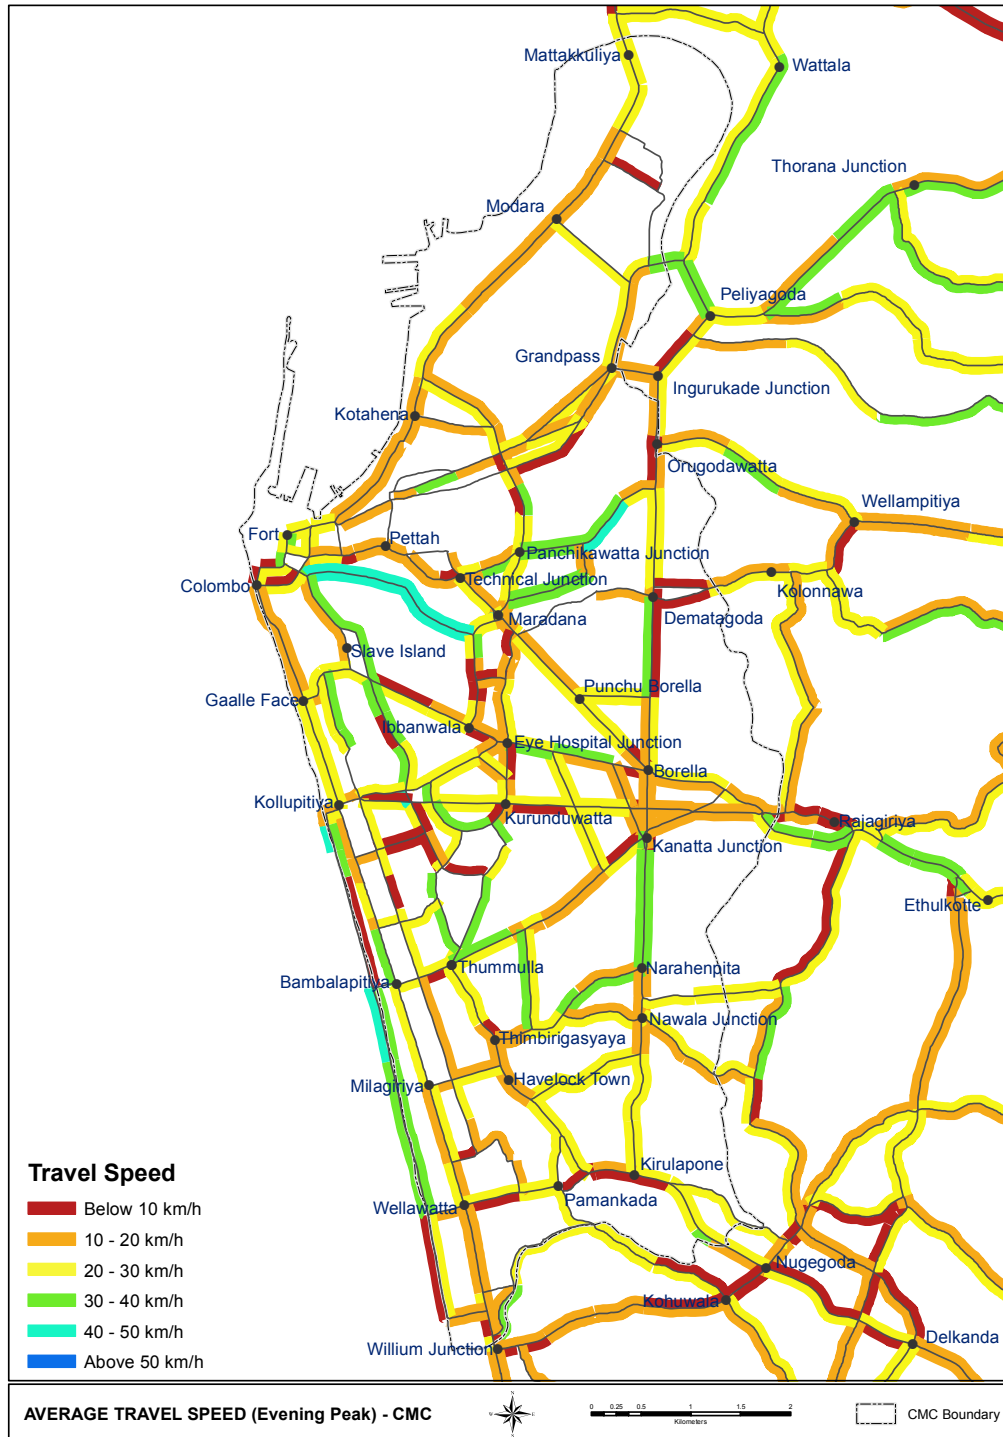 Mattakkuliya
Wattala
Thorana Junction
Modara
Peliyagoda
Grandpass
Ingurukade Junction
Kotahena
Orugodawatta
Wellampitiya
Fort
Pettah
Panchikawatta Junction
Colombo
Technical Junction
Kolonnawa
Maradana
Dematagoda
Slave Island
Punchu Borella
Gaalle Face
Ibbanwala
Eye Hospital Junction
Borella
Kollupitiya
Kurunduwatta
Rajagiriya
Kanatta Junction
Ethulkotte
Thummulla
Narahenpita
Bambalapitiya
Nawala Junction
Thimbirigasyaya
Havelock Town
Milagiriya
Kirulapone
Pamankada
Wellawatta
Nugegoda
Kohuwala
Delkanda
Willium Junction
Travel Speed
Below 10 km/h
10 - 20 km/h
20 - 30 km/h
30 - 40 km/h
40 - 50 km/h
Above 50 km/h
AVERAGE TRAVEL SPEED (Evening Peak) - CMC
N
W E
S
0 0.25 0.5 1 1.5 2
Kilometers
CMC Boundary